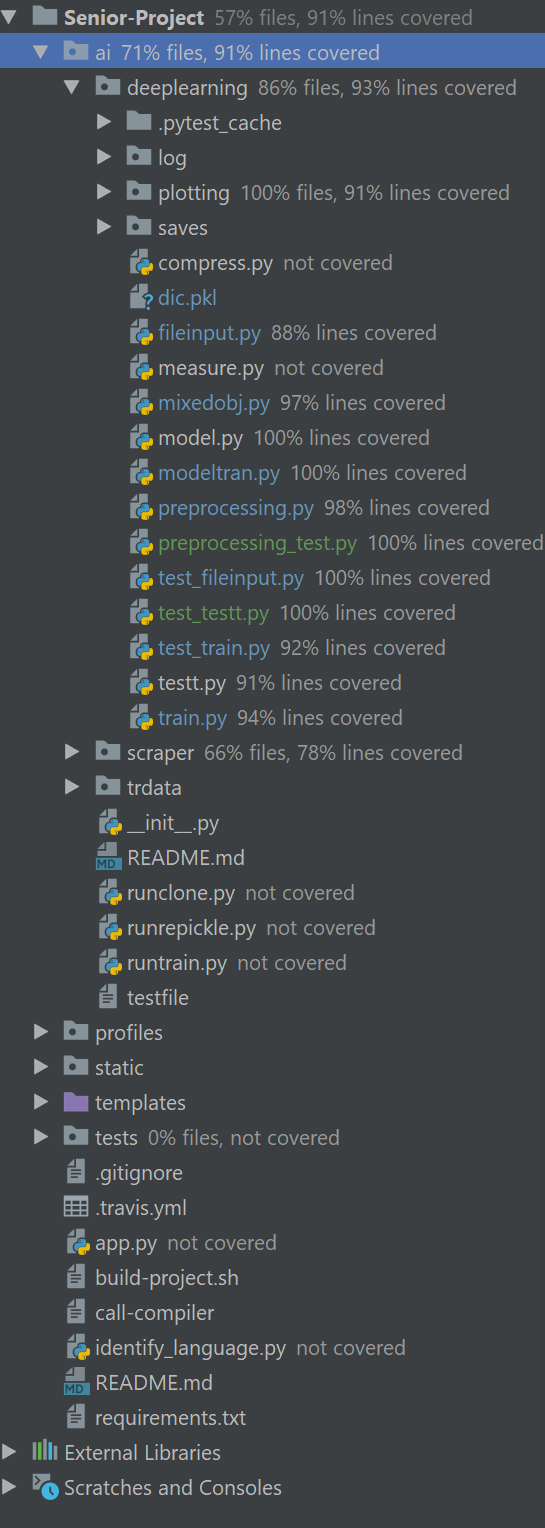 Senior-Project 57% files, 91% lines covered
ai 71% files, 91% lines covered
deeplearning 86% files, 93% lines covered
.pytest_cache
log
plotting 100% files, 91% lines covered
saves
compress.py not covered
dic.pkl
fileinput.py 88% lines covered
measure.py not covered
mixedobj.py 97% lines covered
model.py 100% lines covered
modeltran.py 100% lines covered
preprocessing.py 98% lines covered
preprocessing_test.py 100% lines covered
test_fileinput.py 100% lines covered
test_testt.py 100% lines covered
test_train.py 92% lines covered
testt.py 91% lines covered
train.py 94% lines covered
scraper 66% files, 78% lines covered
trdata
__init__.py
MD README.md
runclone.py not covered
runrepickle.py not covered
runtrain.py not covered
testfile
profiles
static
templates
tests 0% files, not covered
.gitignore
.travis.yml
app.py not covered
build-project.sh
call-compiler
identify_language.py not covered
MD README.md
requirements.txt
External Libraries
Scratches and Consoles